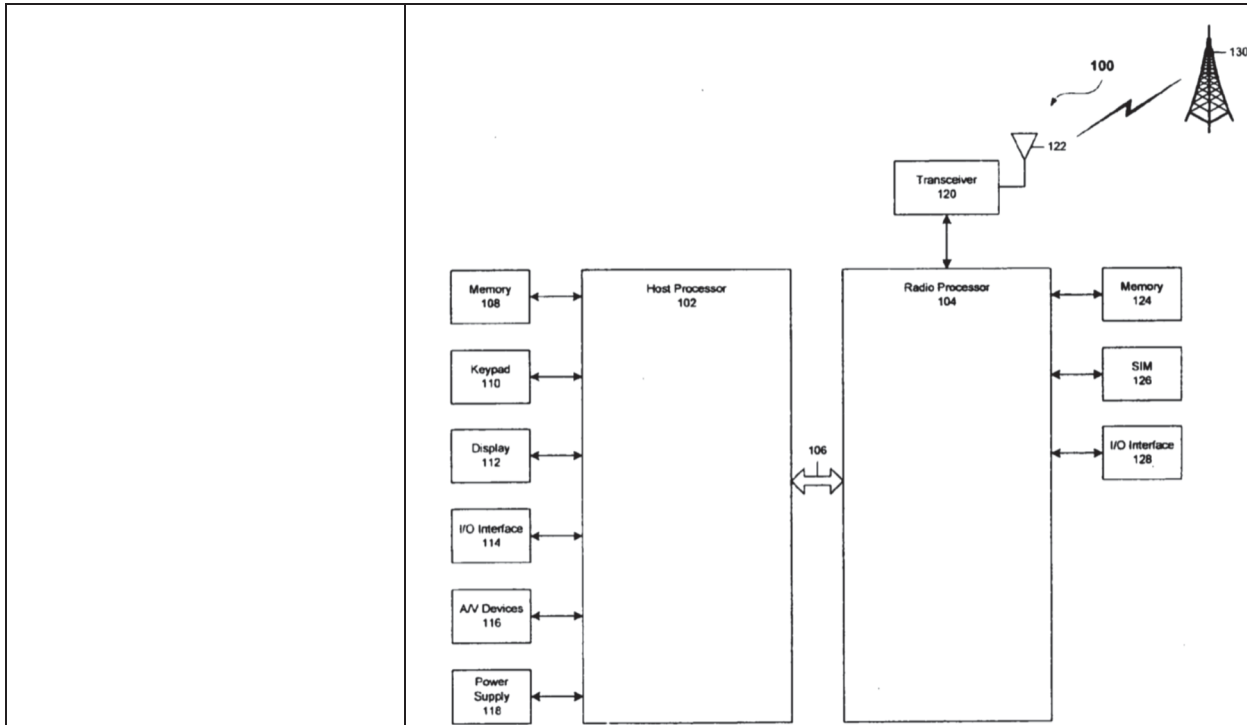 130
100
122
Transceiver
120
Memory
108
Host Processor
102
Radio Processor
104
Memory
124
Keypad
110
SIM
126
Display
112
106
I/O Interface
128
I/O Interface
114
A/V Devices
116
Power
Supply
118